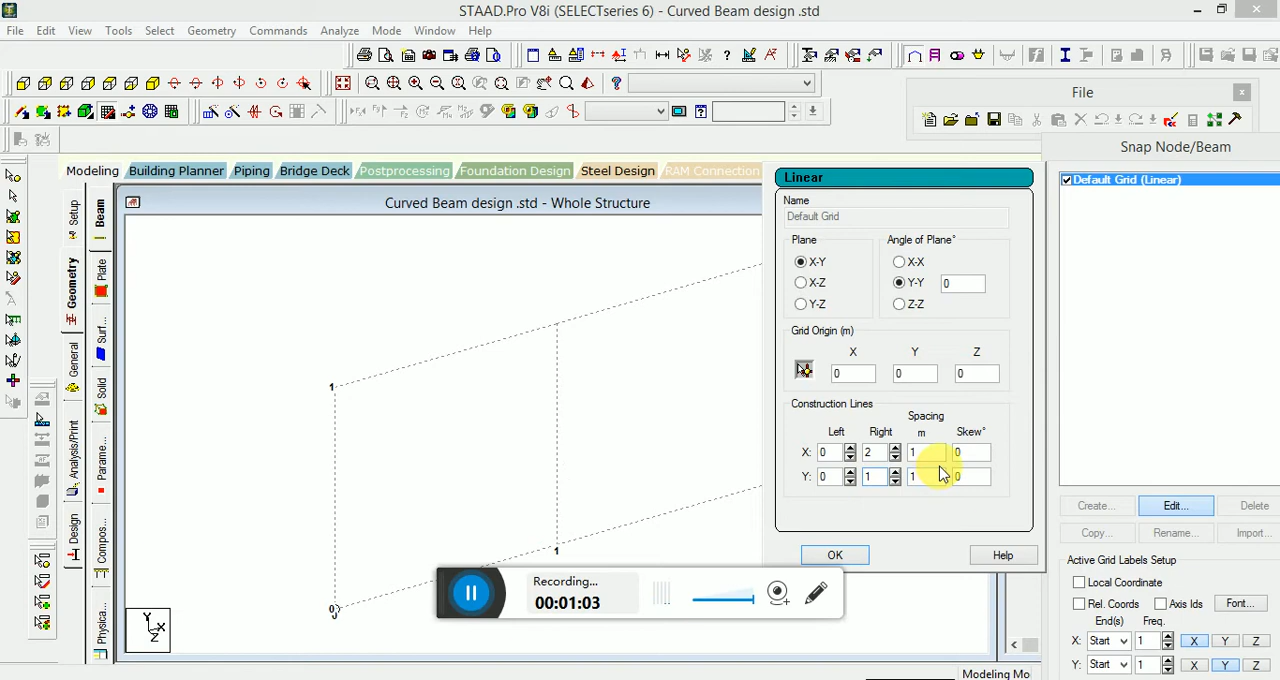 STAAD.Pro V8i (SELECTseries 6) - Curved Beam design .std
File Edit View Tools Select Geometry Commands Analyze Mode Window Help
File
Snap Node/Beam
Modeling Building Planner Piping Bridge Deck Postprocessing Foundation Design Steel Design RAM Connection
Curved Beam design .std - Whole Structure
Setup
Geometry
General
Analysis/Print
Design
Beam
Plate
Surf...
Solid
Parame...
Compos...
Physica...
1
1
0
Y
X
Z
Linear
Name
Default Grid
Plane
X-Y
X-Z
Y-Z
Angle of Plane°
X-X
Y-Y 0
Z-Z
Grid Origin (m)
X Y Z
0 0 0
Construction Lines
Spacing
Left Right m Skew°
X: 0 2 1 0
Y: 0 1 1 0
OK Help
Default Grid (Linear)
Create... Edit... Delete
Copy... Rename... Import...
Active Grid Labels Setup
Local Coordinate
Rel. Coords Axis Ids Font...
End(s) Freq.
X: Start 1 X Y Z
Y: Start 1 X Y Z
Recording...
00:01:03
Modeling Mo